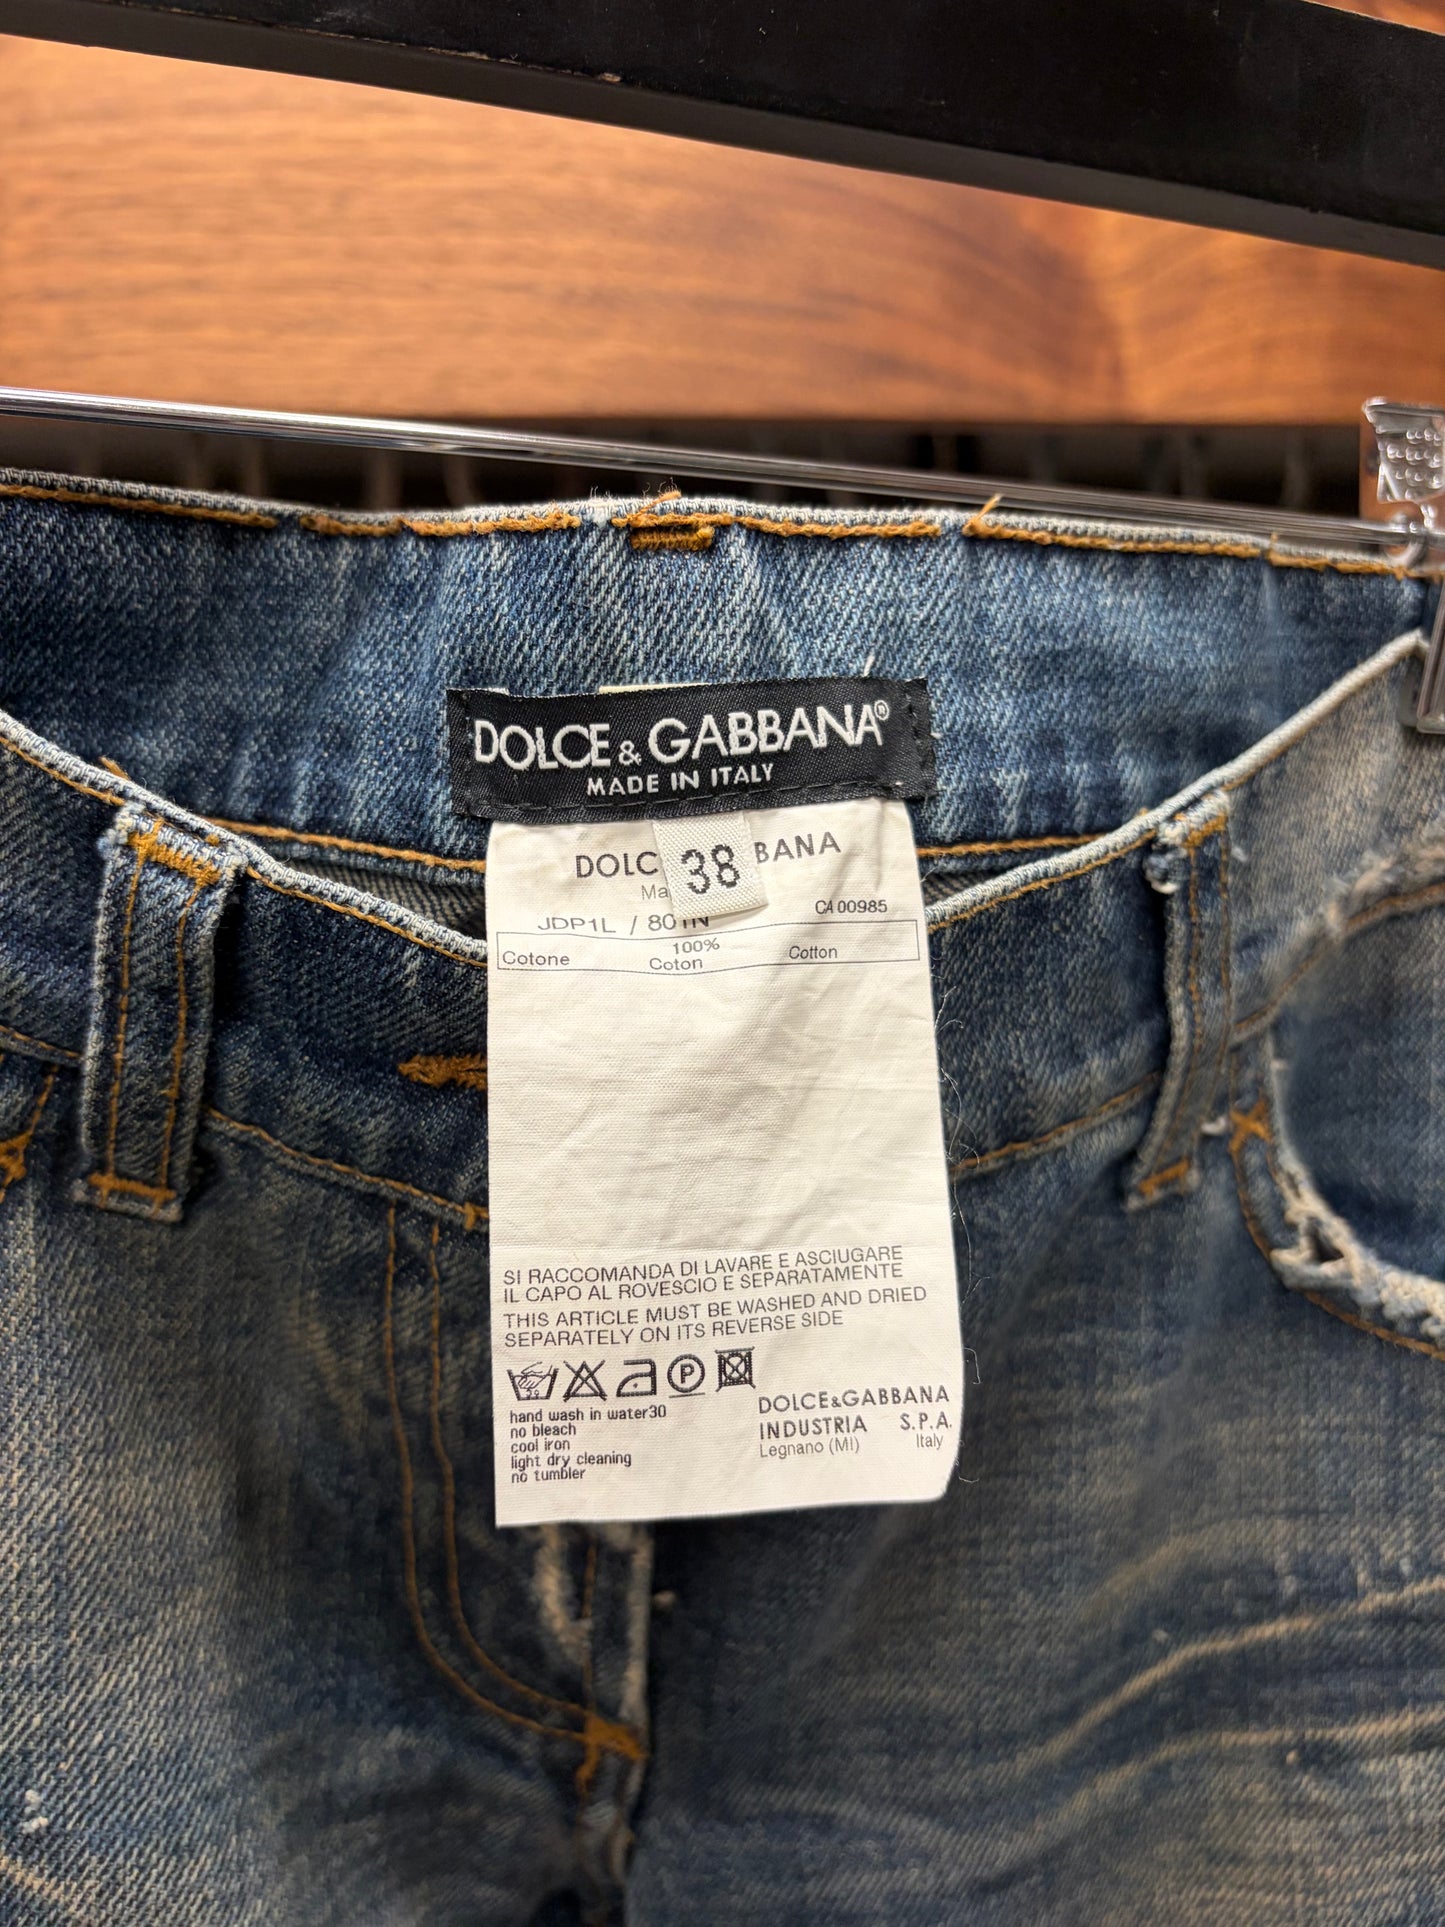 DOLCE & GABBANA®
MADE IN ITALY
38
DOLC BANA
Ma
JDP1L / 801N CA 00985
100%
Cotone Coton Cotton
SI RACCOMANDA DI LAVARE E ASCIUGARE
IL CAPO AL ROVESCIO E SEPARATAMENTE
THIS ARTICLE MUST BE WASHED AND DRIED
SEPARATELY ON ITS REVERSE SIDE
P
hand wash in water30
no bleach
cool iron
light dry cleaning
no tumbler
DOLCE&GABBANA
INDUSTRIA S.P.A.
Legnano (MI) Italy